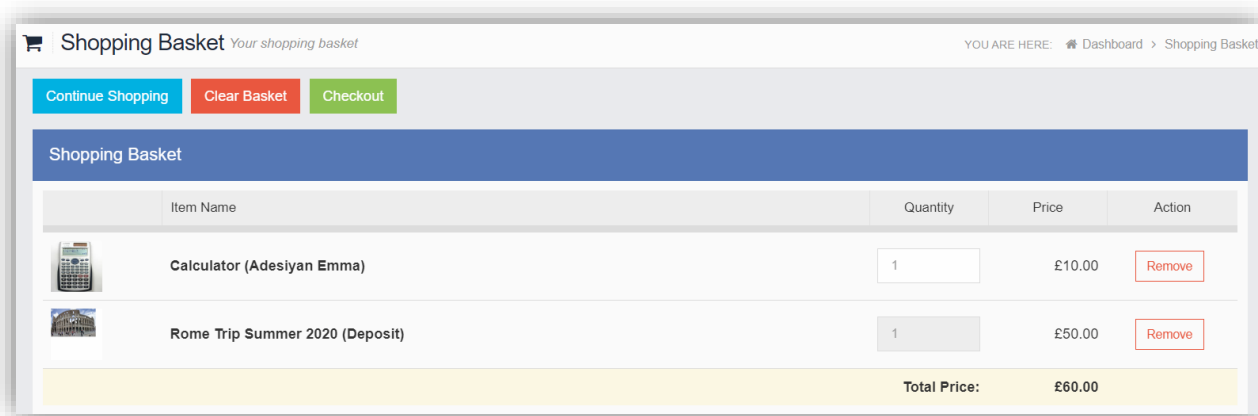 Shopping Basket Your shopping basket YOU ARE HERE: Dashboard > Shopping Basket
Continue Shopping Clear Basket Checkout
Shopping Basket
Item Name Quantity Price Action
Calculator (Adesiyan Emma) 1 £10.00 Remove
Rome Trip Summer 2020 (Deposit) 1 £50.00 Remove
Total Price: £60.00